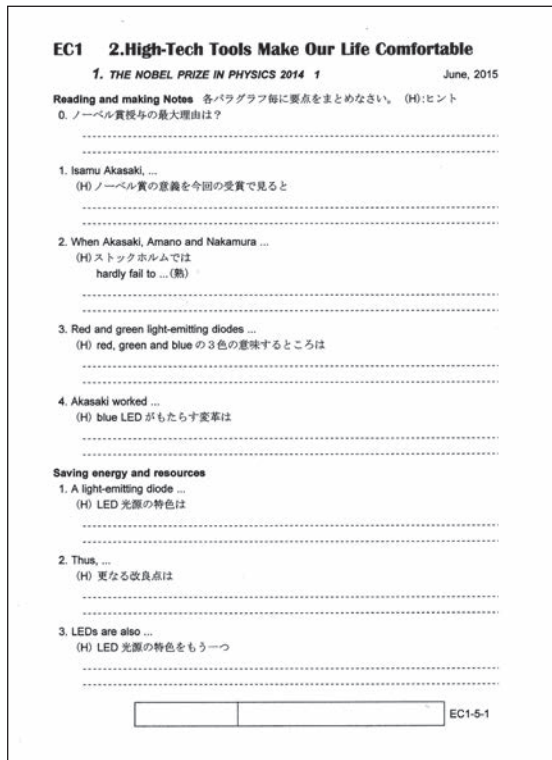 EC1 2.High-Tech Tools Make Our Life Comfortable
1. THE NOBEL PRIZE IN PHYSICS 2014 1 June, 2015
Reading and making Notes 各パラグラフ毎に要点をまとめなさい。 (H):ヒント
0. ノーベル賞授与の最大理由は?
1. Isamu Akasaki, ...
(H)ノーベル賞の意義を今回の受賞で見ると
2. When Akasaki, Amano and Nakamura ...
(H)ストックホルムでは
hardly fail to ...(熟)
3. Red and green light-emitting diodes ...
(H) red, green and blue の3色の意味するところは
4. Akasaki worked ...
(H) blue LED がもたらす変革は
Saving energy and resources
1. A light-emitting diode ...
(H) LED 光源の特色は
2. Thus, ...
(H) 更なる改良点は
3. LEDs are also ...
(H) LED 光源の特色をもう一つ
EC1-5-1